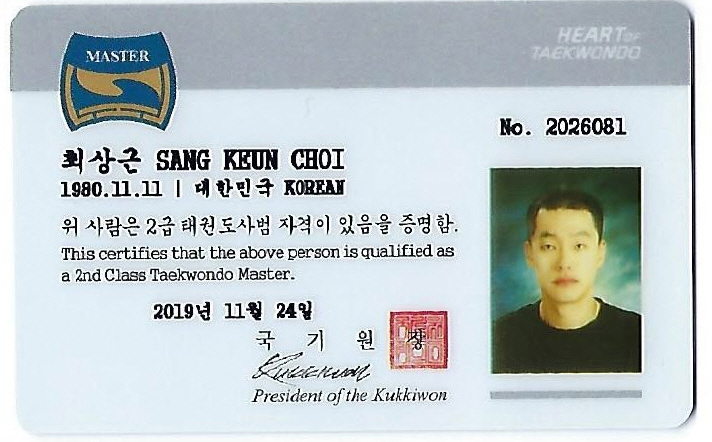 MASTER
HEART OF
TAEKWONDO
No. 2026081
최상근 SANG KEUN CHOI
1980.11.11 | 대한민국 KOREAN
위 사람은 2급 태권도사범 자격이 있음을 증명함.
This certifies that the above person is qualified as
a 2nd Class Taekwondo Master.
2019년 11월 24일
국 기 원 장
Kukkiwon
President of the Kukkiwon